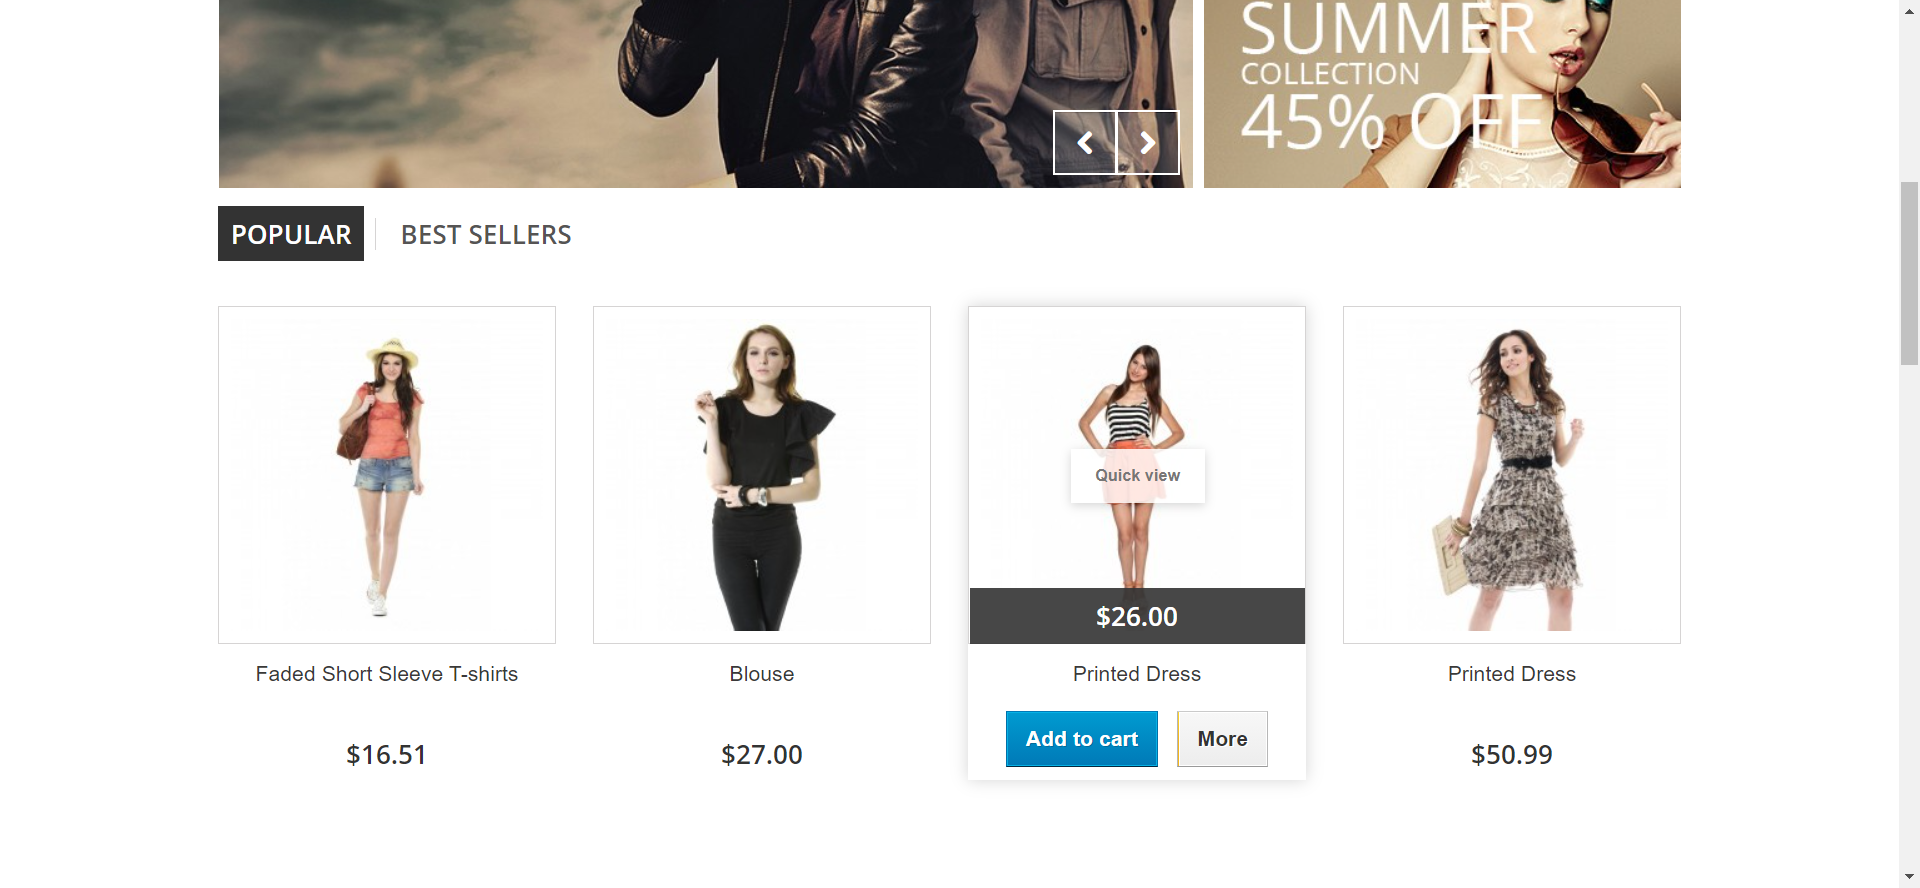 SUMMER
COLLECTION
45% OFF
POPULAR
BEST SELLERS
Quick view
$26.00
Faded Short Sleeve T-shirts
Blouse
Printed Dress
Printed Dress
Add to cart
More
$16.51
$27.00
$50.99